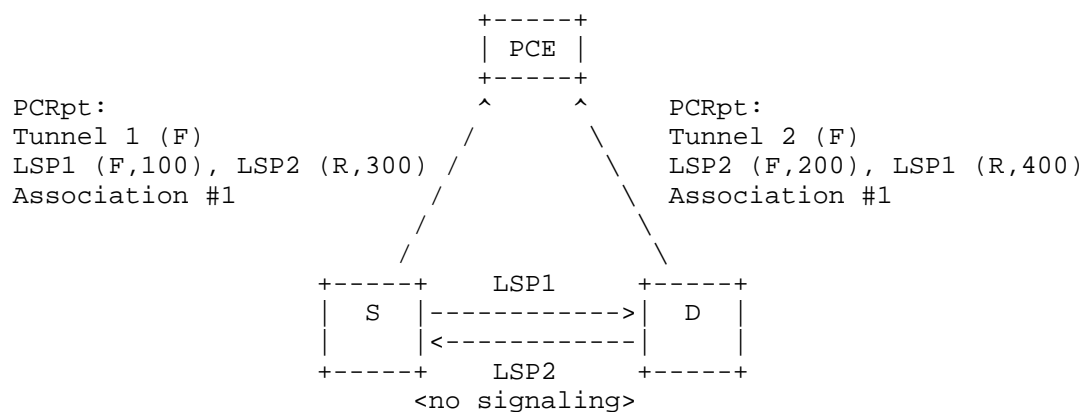 PCE
PCRpt: PCRpt:
Tunnel 1 (F) Tunnel 2 (F)
LSP1 (F,100), LSP2 (R,300) LSP2 (F,200), LSP1 (R,400)
Association #1 Association #1
LSP1
S D
LSP2
<no signaling>